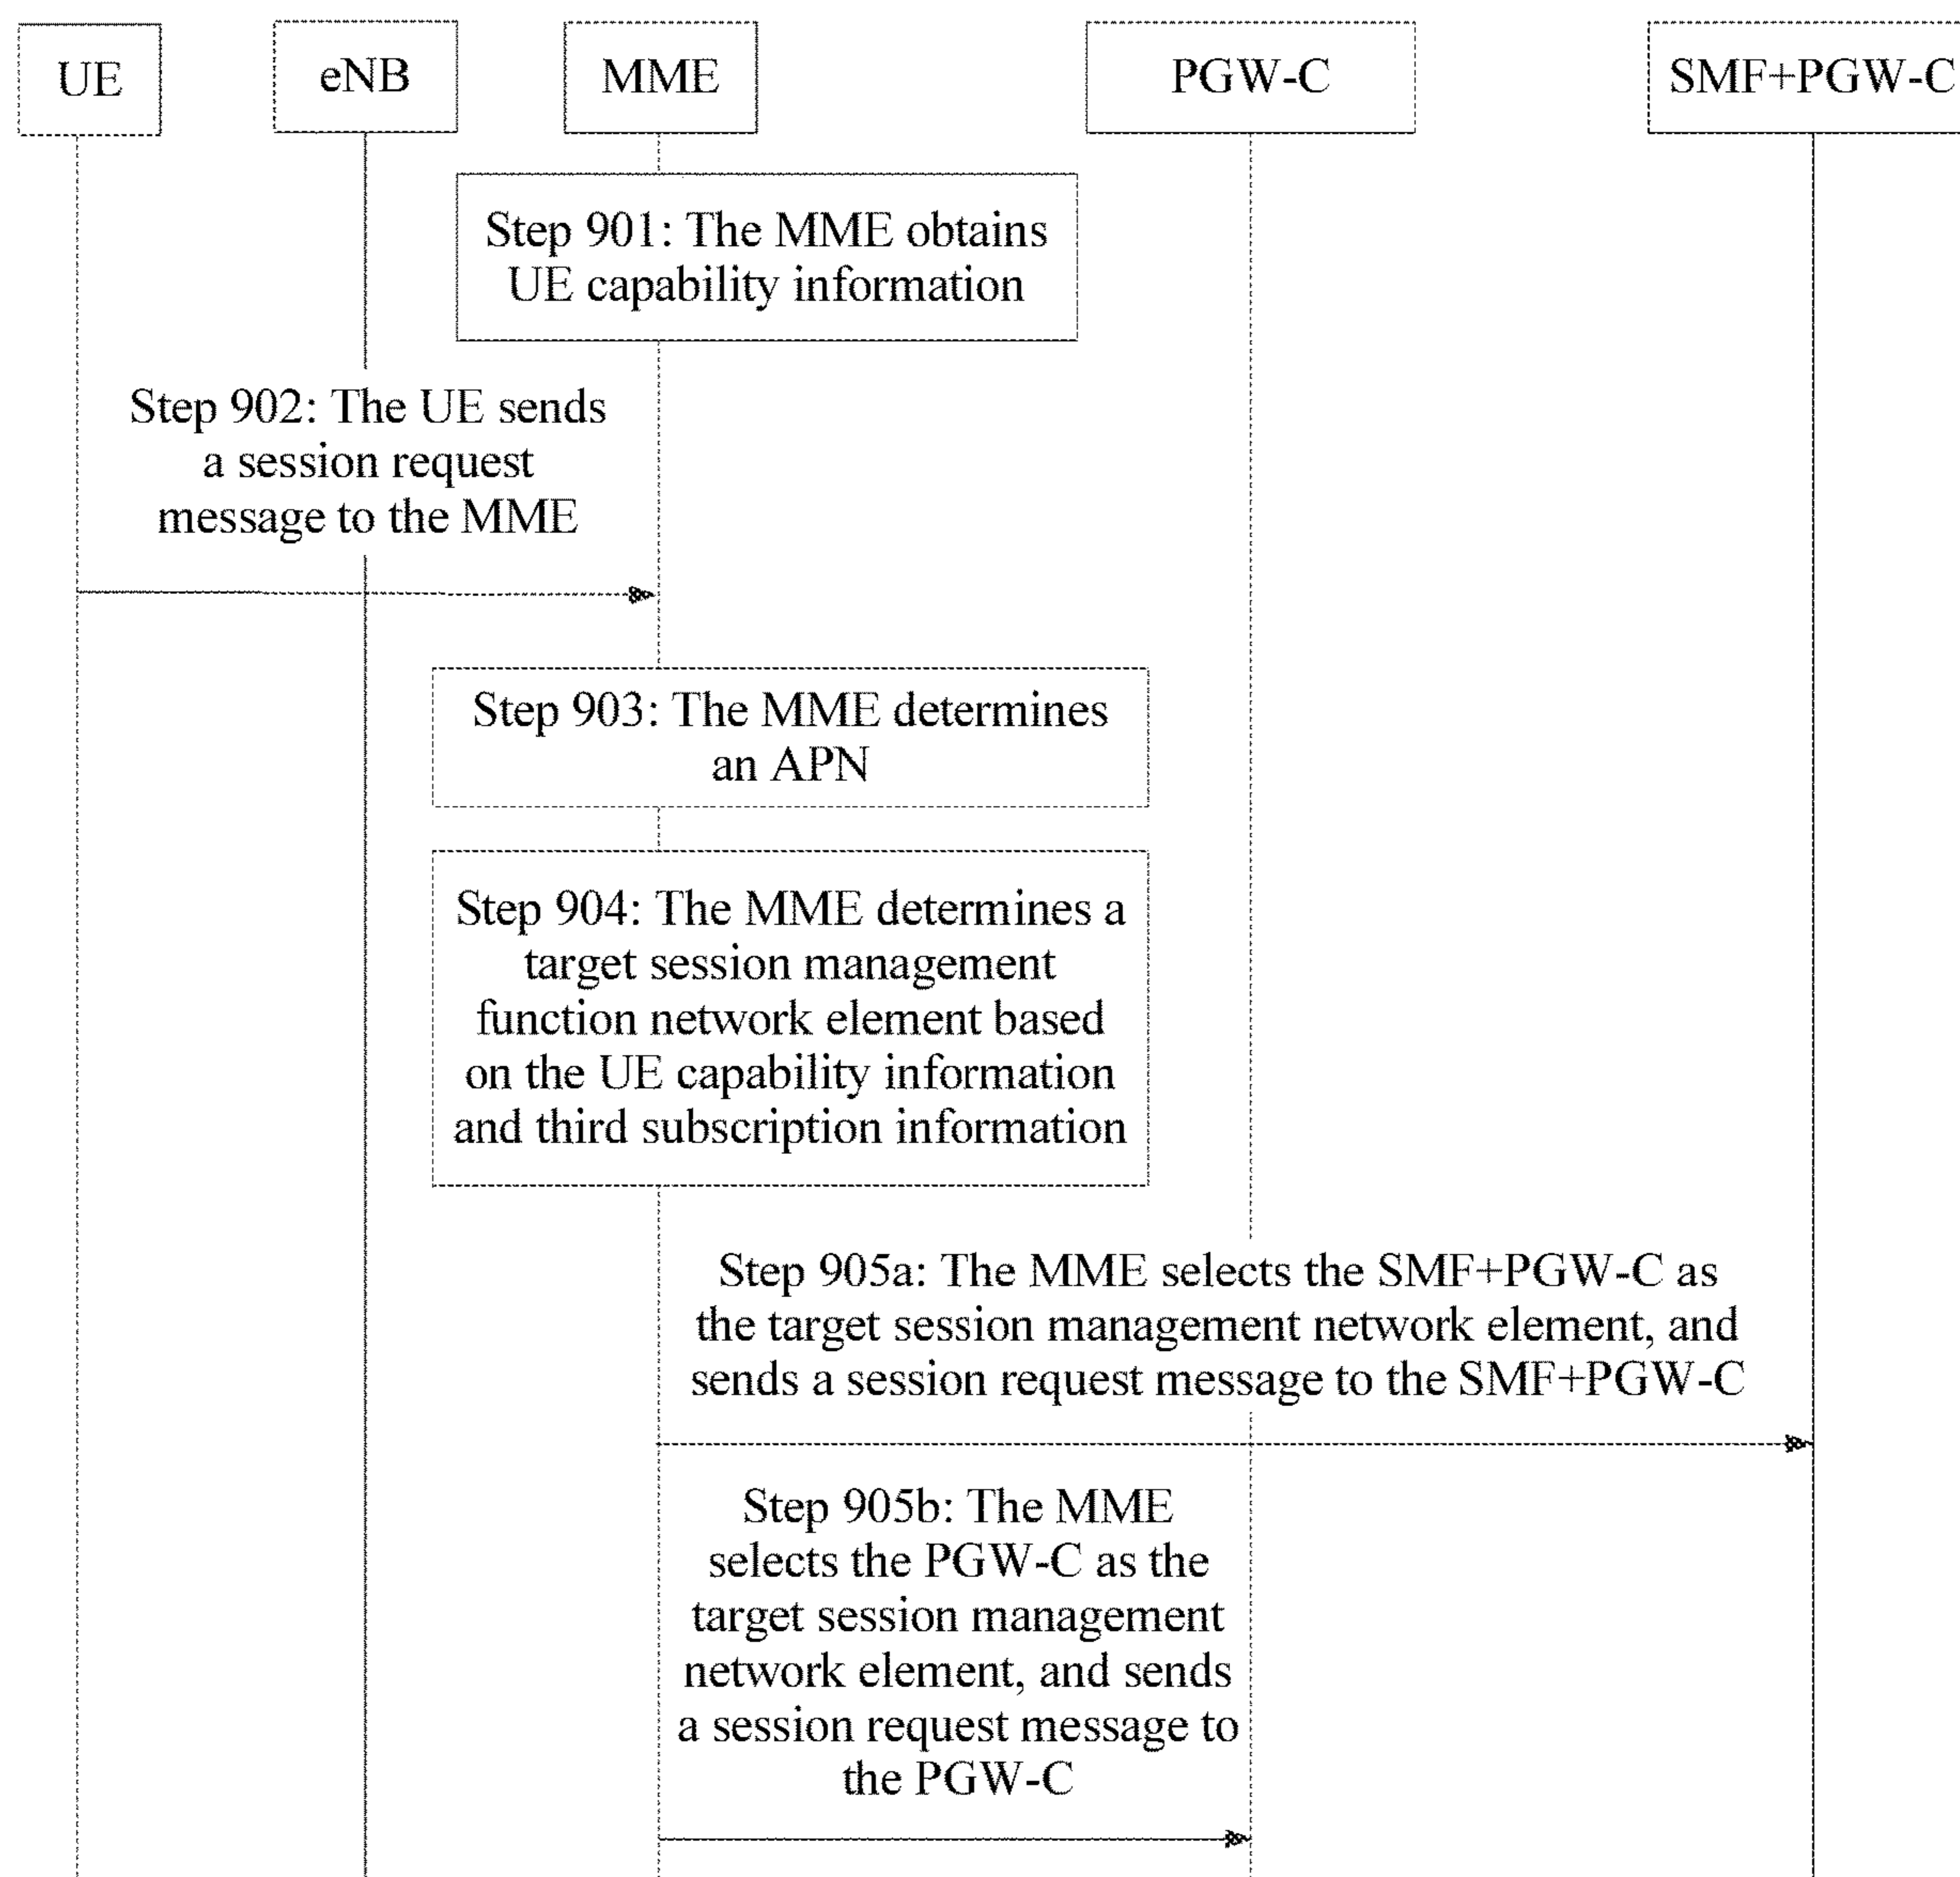 UE
eNB
MME
PGW-C
SMF+PGW-C
Step 901: The MME obtains
UE capability information
Step 902: The UE sends
a session request
message to the MME
Step 903: The MME determines
an APN
Step 904: The MME determines a
target session management
function network element based
on the UE capability information
and third subscription information
Step 905a: The MME selects the SMF+PGW-C as
the target session management network element, and
sends a session request message to the SMF+PGW-C
Step 905b: The MME
selects the PGW-C as the
target session management
network element, and sends
a session request message to
the PGW-C